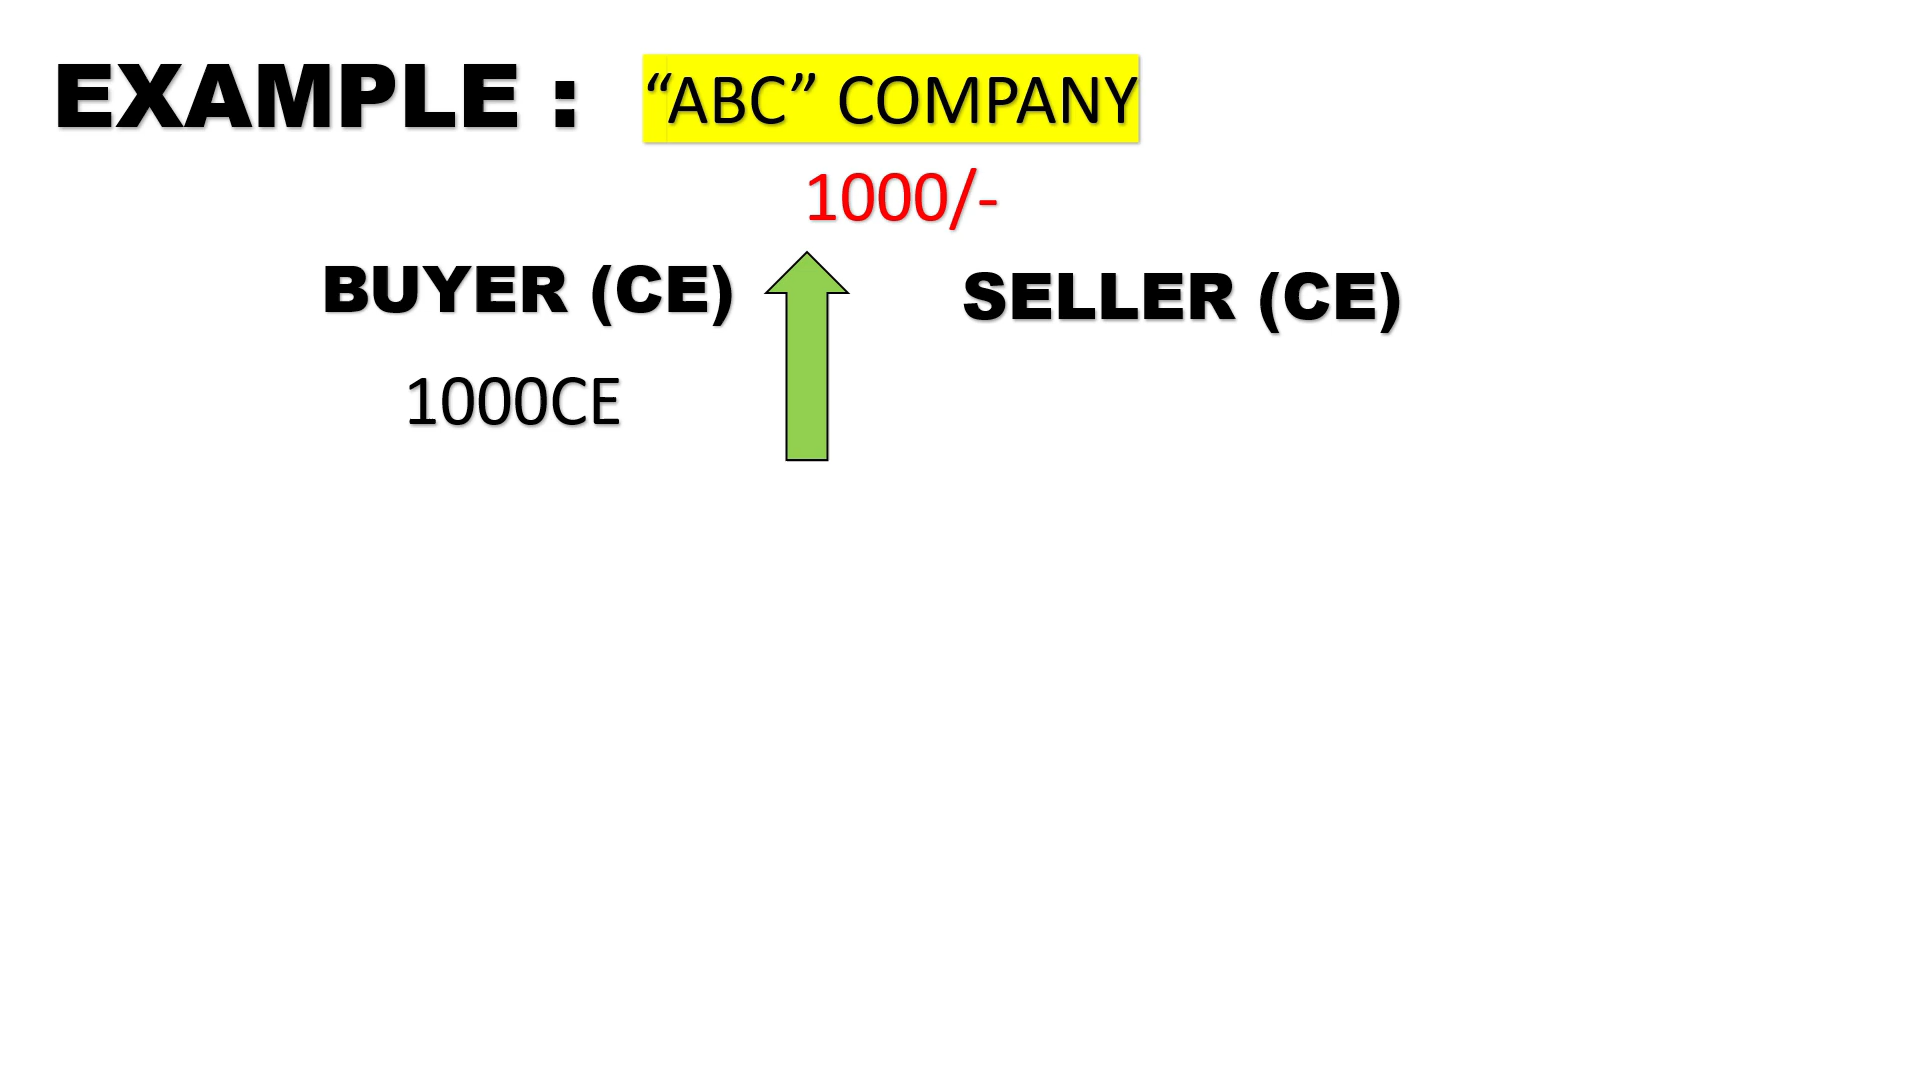 EXAMPLE : “ABC” COMPANY
1000/-
BUYER (CE) SELLER (CE)
1000CE